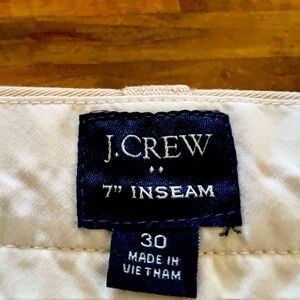 J.CREW
7" INSEAM
30
MADE IN
VIETNAM